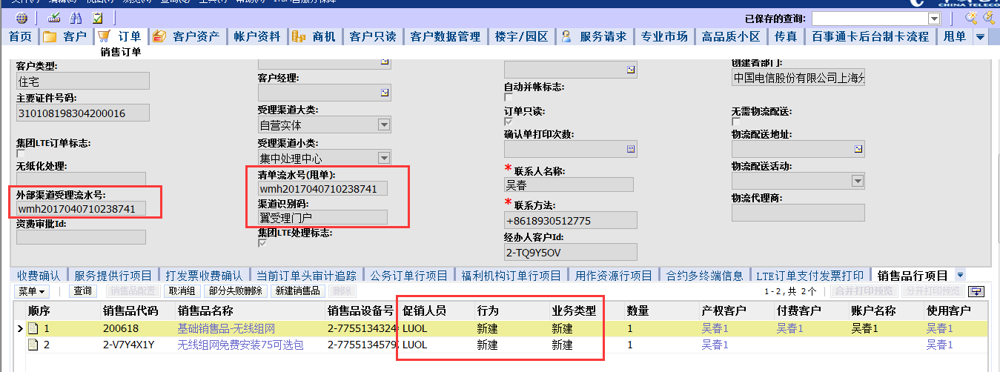 已保存的查询:
首页 客户 订单 客户资产 帐户资料 商机 客户只读 客户数据管理 楼宇/园区 服务请求 专业市场 高品质小区 传真 百事通卡后台制卡流程 甩单
销售订单
客户类型:
住宅
主要证件号码:
310108198304200016
集团LTE订单标志:
无纸化处理:
外部渠道受理流水号:
wmh2017040710238741
资费审批Id:
客户经理:
受理渠道大类:
自营实体
受理渠道小类:
集中处理中心
清单流水号(甩单):
wmh2017040710238741
渠道识别码:
翼受理门户
集团LTE处理标志:
自动并帐标志:
订单只读:
确认单打印次数:
*联系人名称:
吴春
*联系方法:
+8618930512775
经办人客户Id:
2-TQ9Y5OV
创建者部门:
中国电信股份有限公司上海
无需物流配送:
物流配送地址:
物流配送活动:
物流代理商:
收费确认 服务提供行项目 打发票收费确认 当前订单头审计追踪 公务订单行项目 福利机构订单行项目 用作资源行项目 合约多终端信息 LTE订单支付发票打印 销售品行项目
菜单 查询 销售品配置 取消组 部分失败删除 新建销售品 删除 1-2,共 2个 合并打印预览 分开打印预览
顺序 销售品代码 销售品名称 销售品设备号 促销人员 行为 业务类型 数量 产权客户 付费客户 账户名称 使用客户
1 200618 基础销售品-无线组网 2-7755134324 LUOL 新建 新建 1 吴春1 吴春1 吴春1 吴春1
2 2-V7Y4X1Y 无线组网免费安装75可选包 2-775513457 LUOL 新建 新建 1 吴春1 吴春1